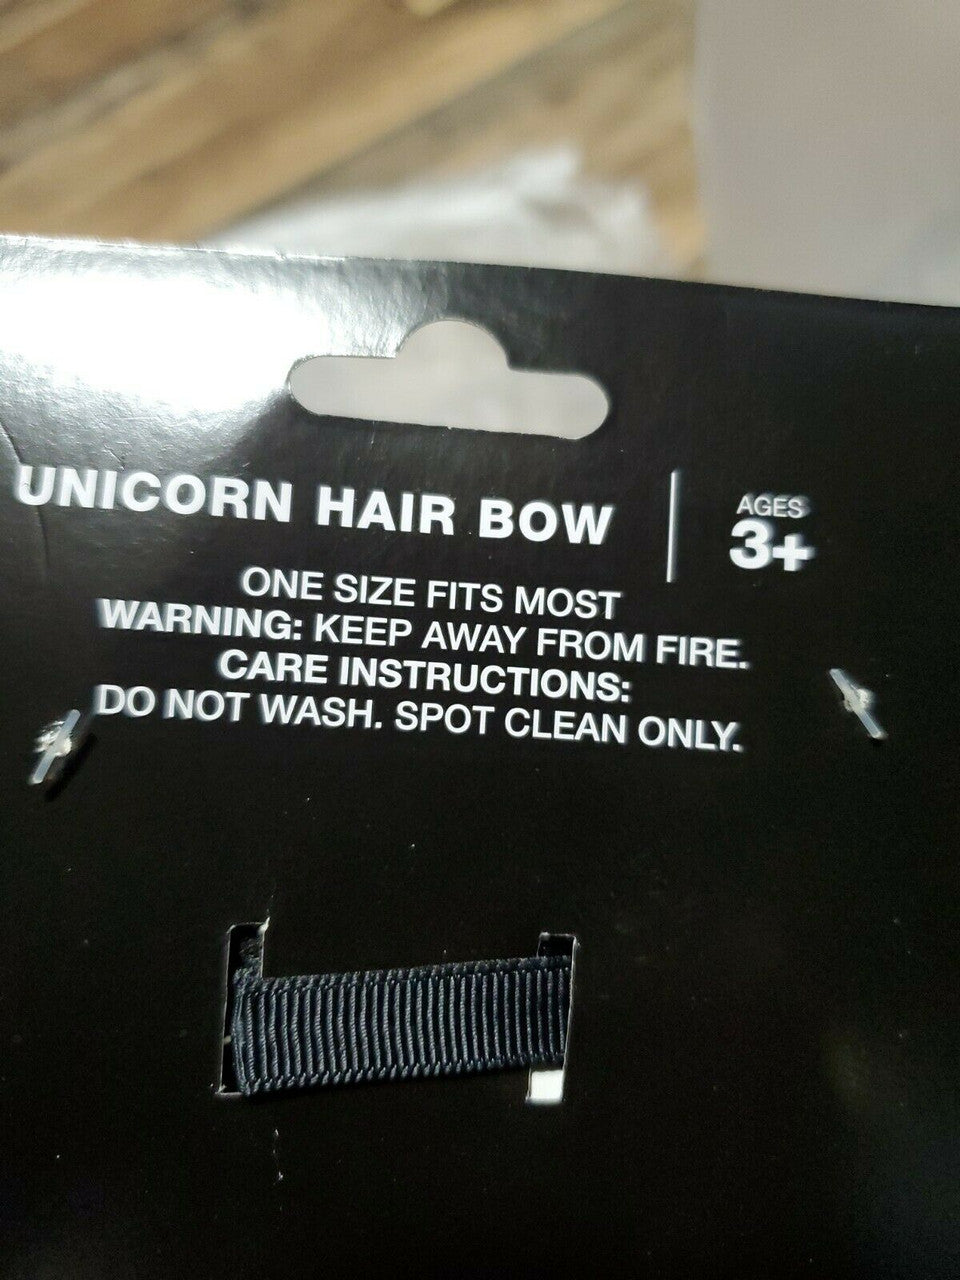 UNICORN HAIR BOW
AGES
3+
ONE SIZE FITS MOST
WARNING: KEEP AWAY FROM FIRE.
CARE INSTRUCTIONS:
DO NOT WASH. SPOT CLEAN ONLY.